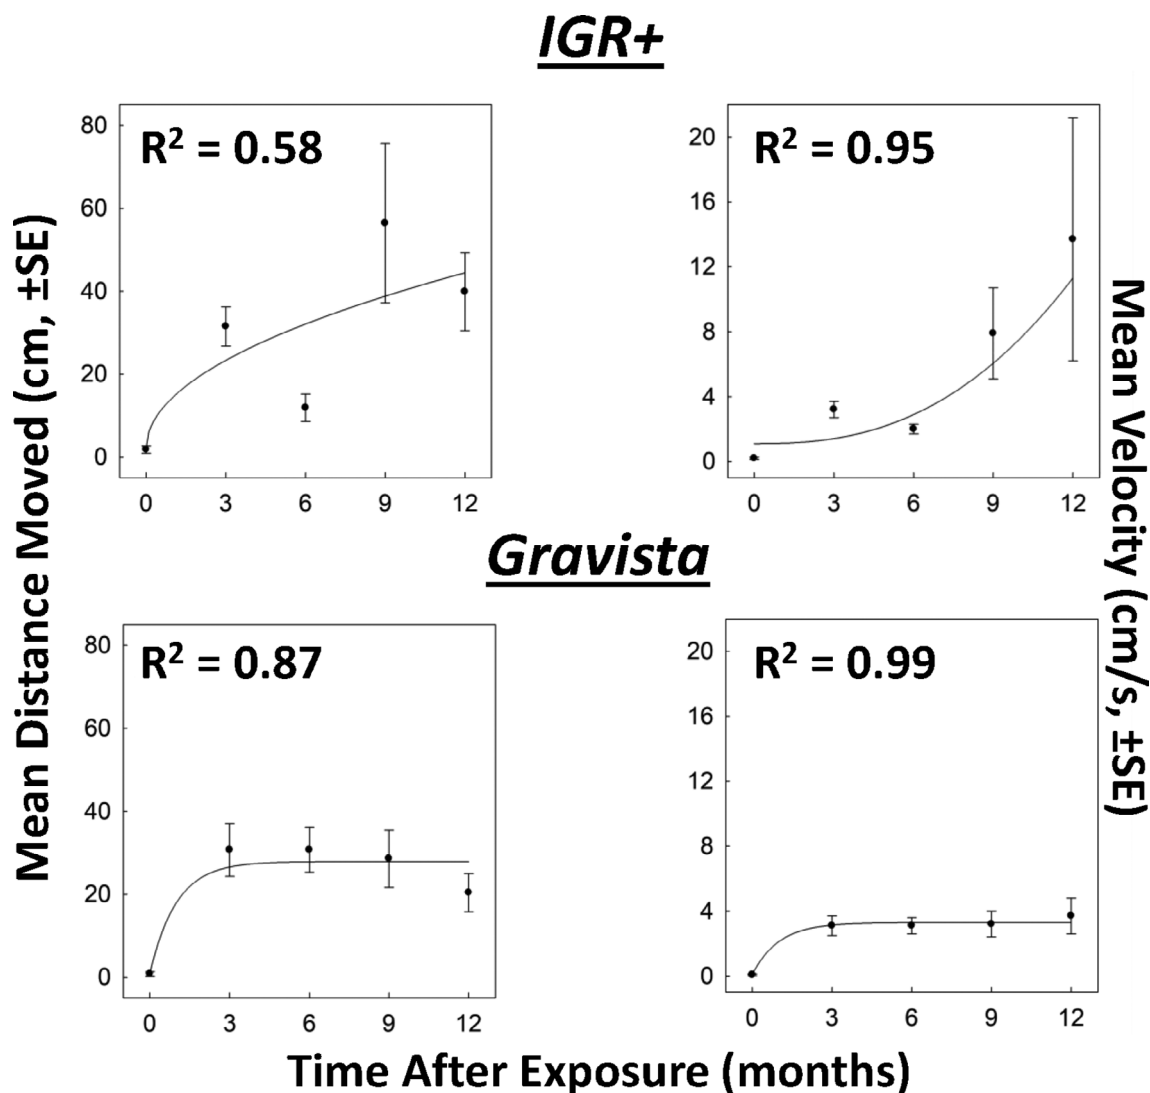 IGR+
R² = 0.58
80
60
40
20
0
0 3 6 9 12
R² = 0.95
20
16
12
8
4
0
0 3 6 9 12
Mean Distance Moved (cm, ±SE)
Mean Velocity (cm/s, ±SE)
Gravista
R² = 0.87
80
60
40
20
0
0 3 6 9 12
R² = 0.99
20
16
12
8
4
0
0 3 6 9 12
Time After Exposure (months)